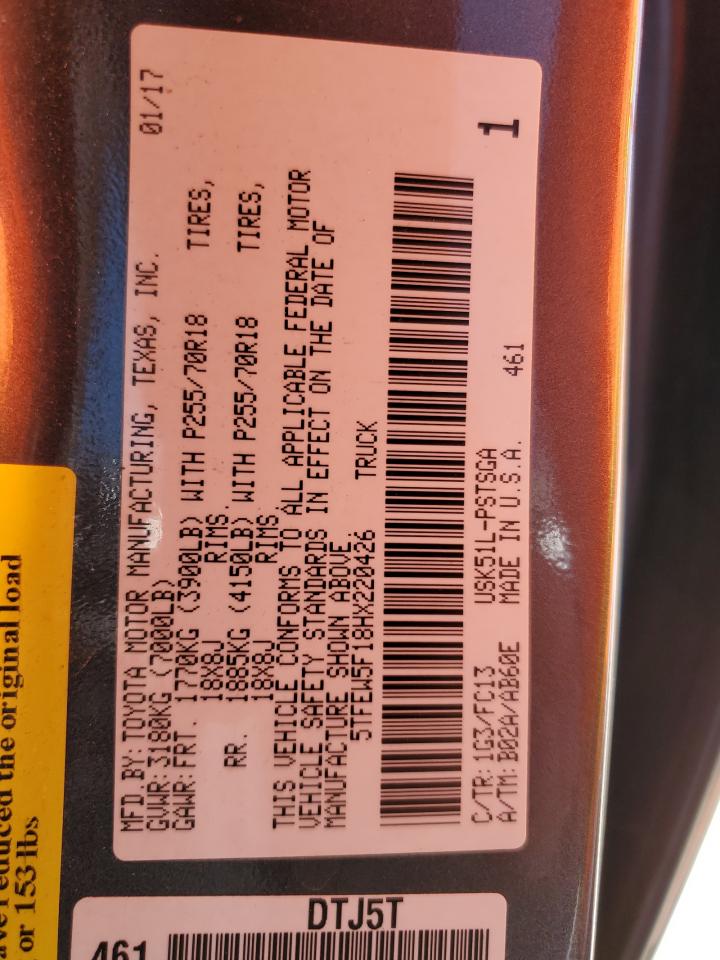 MFD.BY:TOYOTA MOTOR MANUFACTURING, TEXAS, INC. 01/17
GVWR:3180KG (7000LB)
GAWR:FRT. 1770KG (3900LB) WITH P255/70R18 TIRES,
18X8J RIMS.
RR. 1885KG (4150LB) WITH P255/70R18 TIRES,
18X8J RIMS.
THIS VEHICLE CONFORMS TO ALL APPLICABLE FEDERAL MOTOR
VEHICLE SAFETY STANDARDS IN EFFECT ON THE DATE OF
MANUFACTURE SHOWN ABOVE.
5TFEW5F18HX220426 TRUCK
C/TR:1G3/FC13 USK51L-PSTSGA
A/TM:B02A/AB60E MADE IN U.S.A. 461
1
reduced the original load
or 153 lbs
DTJ5T
461